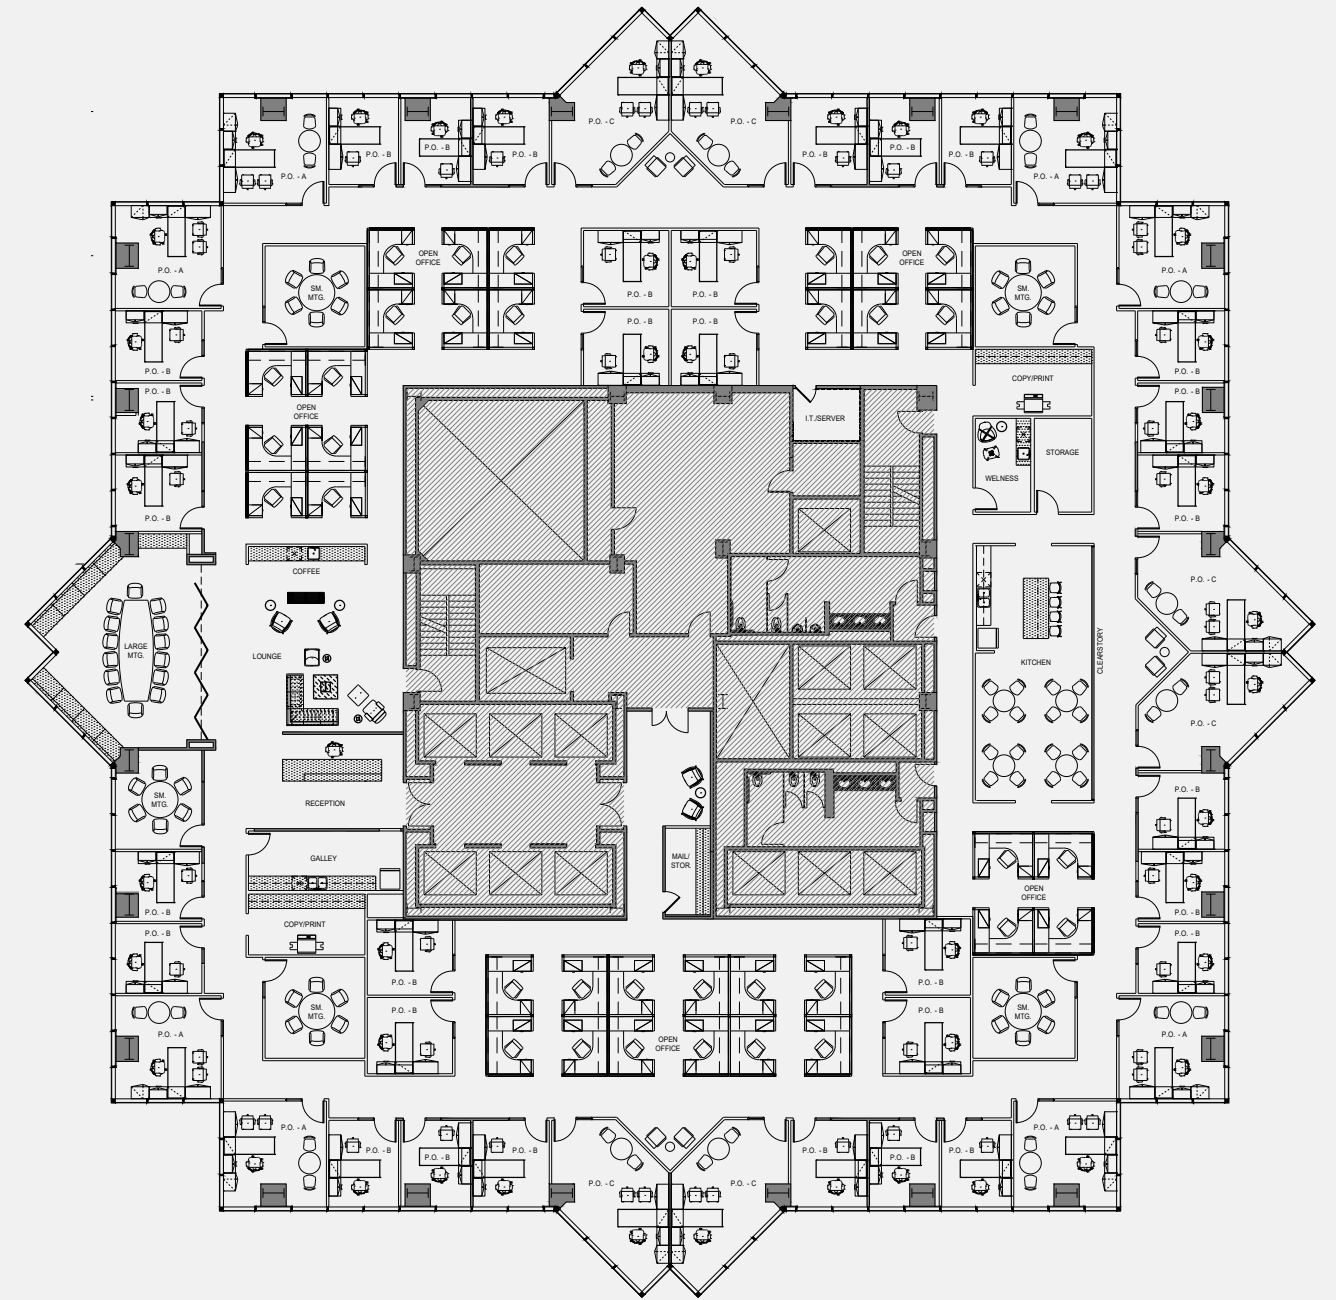 P.O. - C
P.O. - C
P.O. - B
P.O. - B
P.O. - B
P.O. - B
P.O. - B
P.O. - B
P.O. - A
P.O. - A
P.O. - A
OPEN
OFFICE
OPEN
OFFICE
P.O. - A
SM.
MTG.
P.O. - B
P.O. - B
SM.
MTG.
P.O. - B
P.O. - B
P.O. - B
P.O. - B
COPY/PRINT
P.O. - B
P.O. - B
OPEN
OFFICE
I.T./SERVER
STORAGE
WELNESS
P.O. - B
P.O. - B
COFFEE
P.O. - C
LARGE
MTG.
LOUNGE
KITCHEN
CLEARSTORY
P.O. - C
SM.
MTG.
RECEPTION
P.O. - B
GALLEY
MAIL/
STOR.
OPEN
OFFICE
P.O. - B
P.O. - B
COPY/PRINT
P.O. - B
P.O. - B
P.O. - B
P.O. - B
SM.
MTG.
P.O. - B
P.O. - B
SM.
MTG.
P.O. - A
OPEN
OFFICE
P.O. - A
P.O. - A
P.O. - A
P.O. - B
P.O. - B
P.O. - B
P.O. - B
P.O. - B
P.O. - B
P.O. - C
P.O. - C